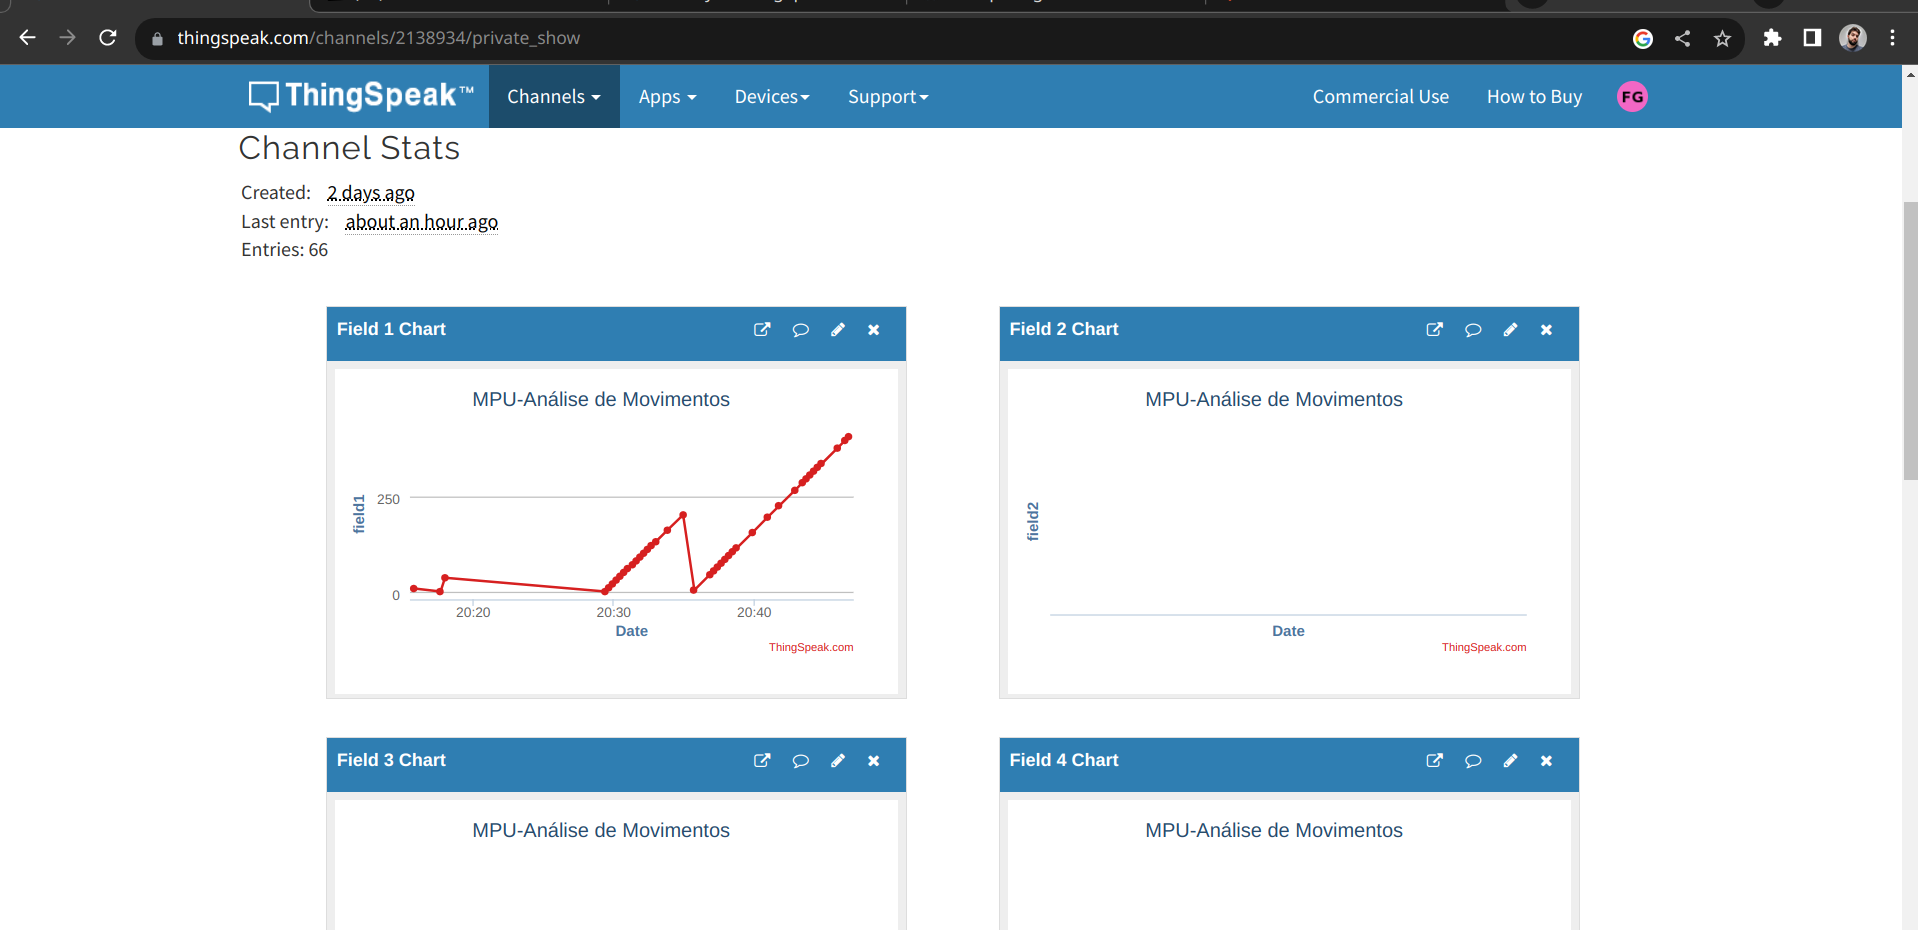 thingspeak.com/channels/2138934/private_show
ThingSpeak™ Channels Apps Devices Support Commercial Use How to Buy FG
Channel Stats
Created: 2 days ago
Last entry: about an hour ago
Entries: 66
Field 1 Chart
MPU-Análise de Movimentos
field1
250
0
20:20 20:30 20:40
Date
ThingSpeak.com
Field 2 Chart
MPU-Análise de Movimentos
field2
Date
ThingSpeak.com
Field 3 Chart
MPU-Análise de Movimentos
Field 4 Chart
MPU-Análise de Movimentos